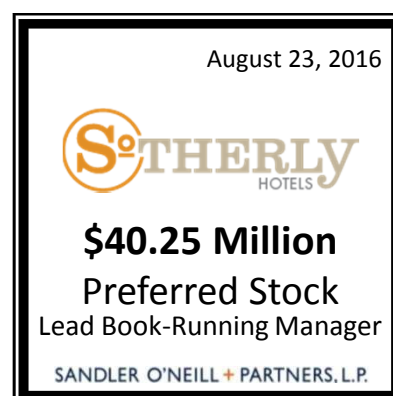 August 23, 2016
SoTHERLY
HOTELS
$40.25 Million
Preferred Stock
Lead Book-Running Manager
SANDLER O'NEILL + PARTNERS, L.P.